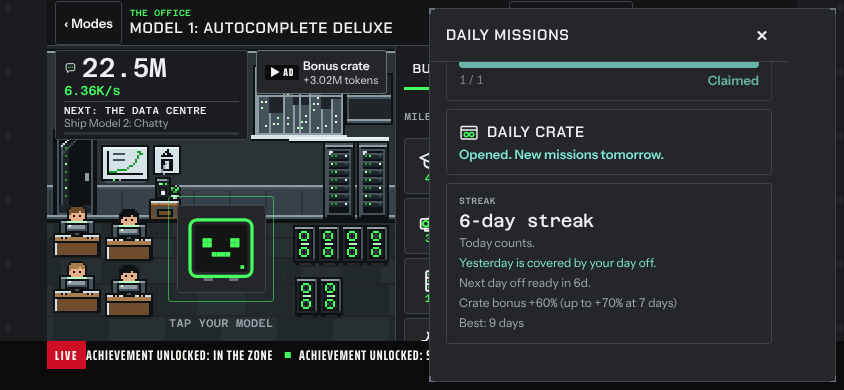 ‹ Modes
THE OFFICE
MODEL 1: AUTOCOMPLETE DELUXE
22.5M
6.36K/s
NEXT: THE DATA CENTRE
Ship Model 2: Chatty
AD
Bonus crate
+3.02M tokens
TAP YOUR MODEL
LIVE
ACHIEVEMENT UNLOCKED: IN THE ZONE
ACHIEVEMENT UNLOCKED:
DAILY MISSIONS
×
1 / 1
Claimed
DAILY CRATE
Opened. New missions tomorrow.
STREAK
6-day streak
Today counts.
Yesterday is covered by your day off.
Next day off ready in 6d.
Crate bonus +60% (up to +70% at 7 days)
Best: 9 days